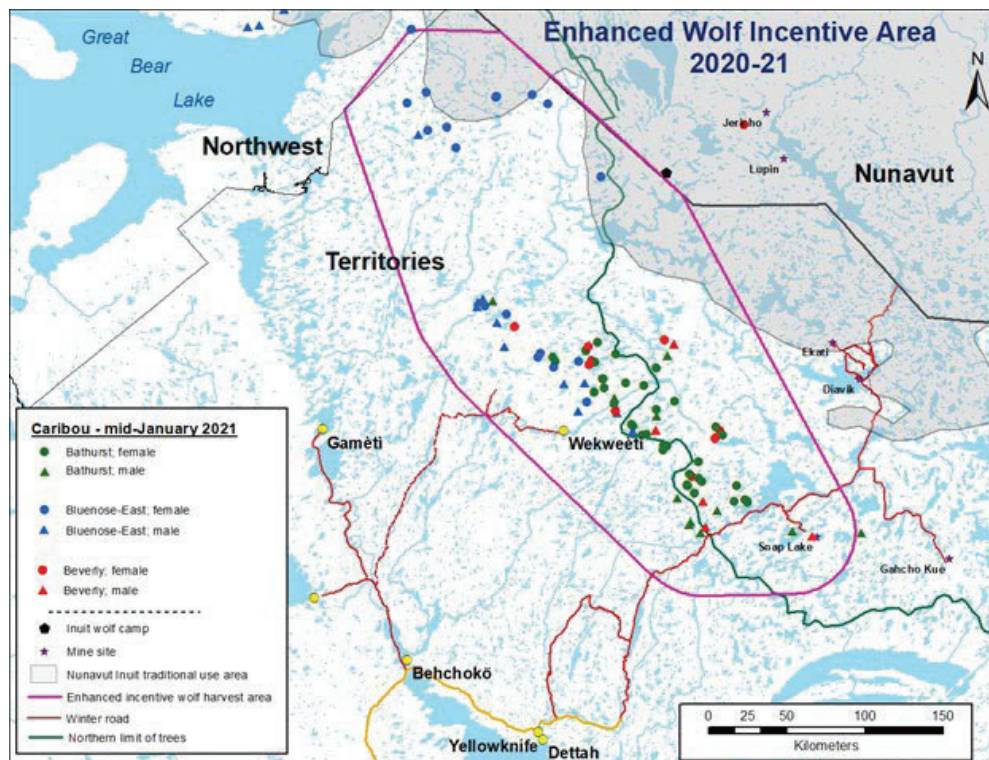 Enhanced Wolf Incentive Area
2020-21
Great
Bear
Lake
N
Northwest
Territories
Nunavut
Jericho
Lupin
Ekati
Diavik
Gamètì
Wekweètì
Snap Lake
Gahcho Kue
Behchokö
Yellowknife
Dettah
Caribou - mid-January 2021
Bathurst; female
Bathurst; male
Bluenose-East; female
Bluenose-East; male
Beverly; female
Beverly; male
Inuit wolf camp
Mine site
Nunavut Inuit traditional use area
Enhanced incentive wolf harvest area
Winter road
Northern limit of trees
0 25 50 100 150
Kilometers